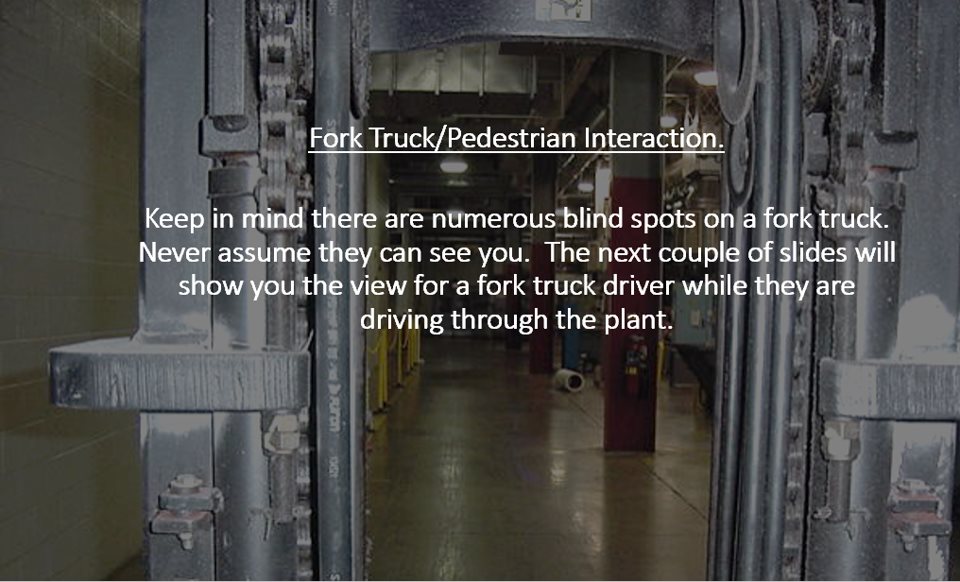 Fork Truck/Pedestrian Interaction.
Keep in mind there are numerous blind spots on a fork truck.
Never assume they can see you.  The next couple of slides will
show you the view for a fork truck driver while they are
driving through the plant.